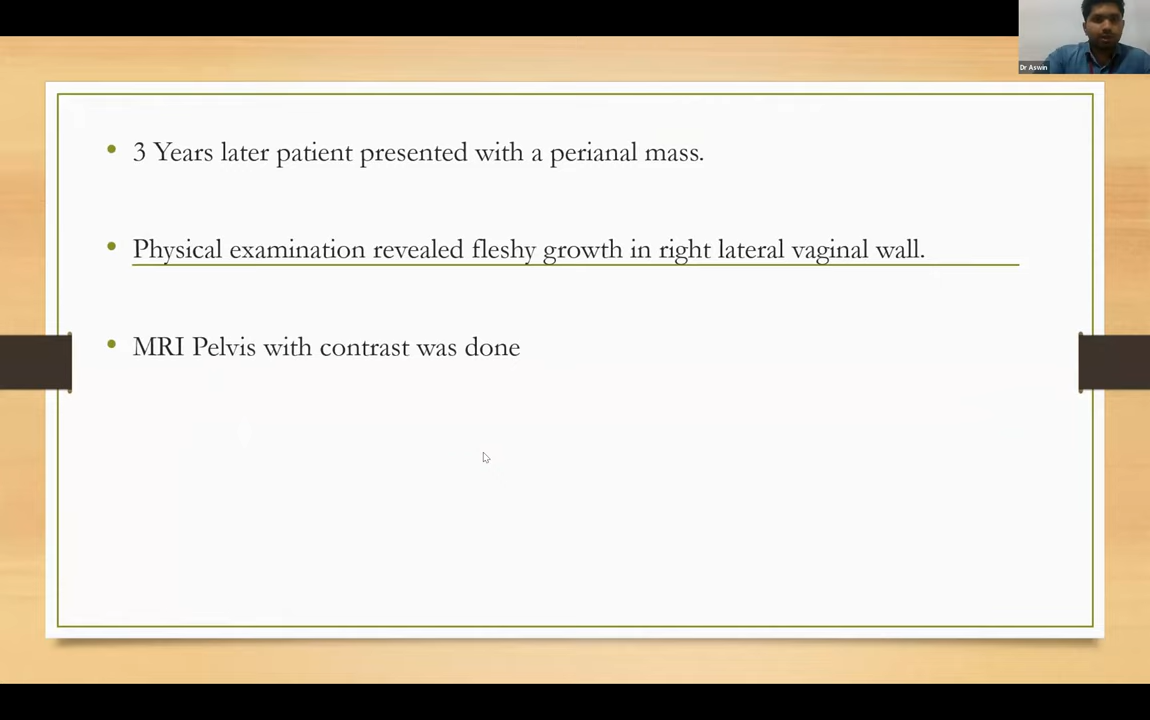 Dr Aswin
3 Years later patient presented with a perianal mass.
Physical examination revealed fleshy growth in right lateral vaginal wall.
MRI Pelvis with contrast was done